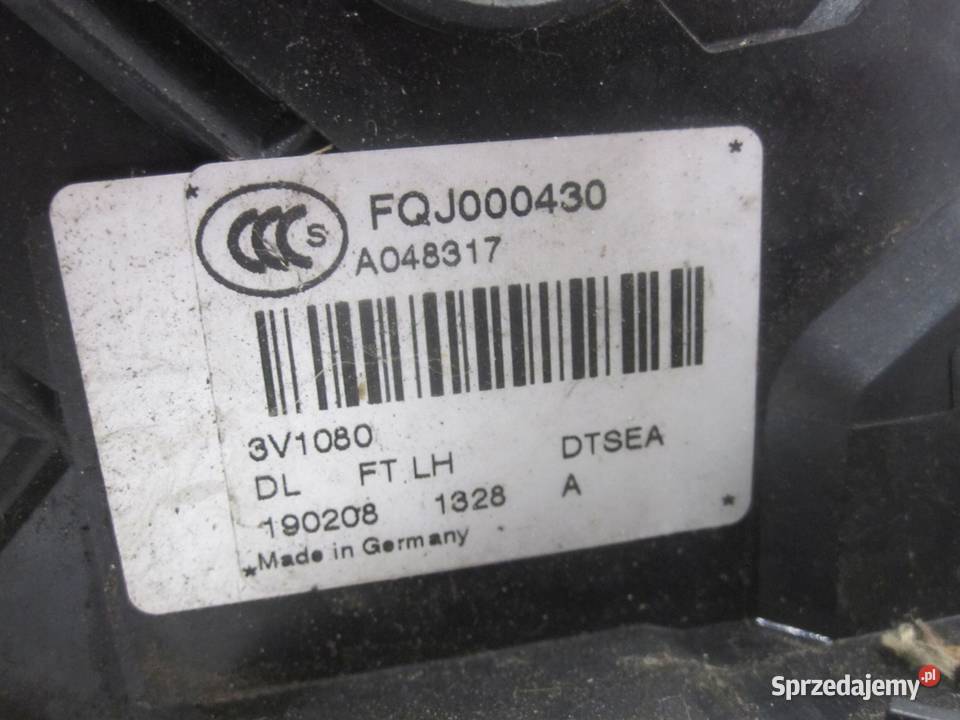 CCC S FQJ000430
A048317
3V1080
DL FT LH DTSEA
190208 1328 A
*Made in Germany
Sprzedajemy.pl